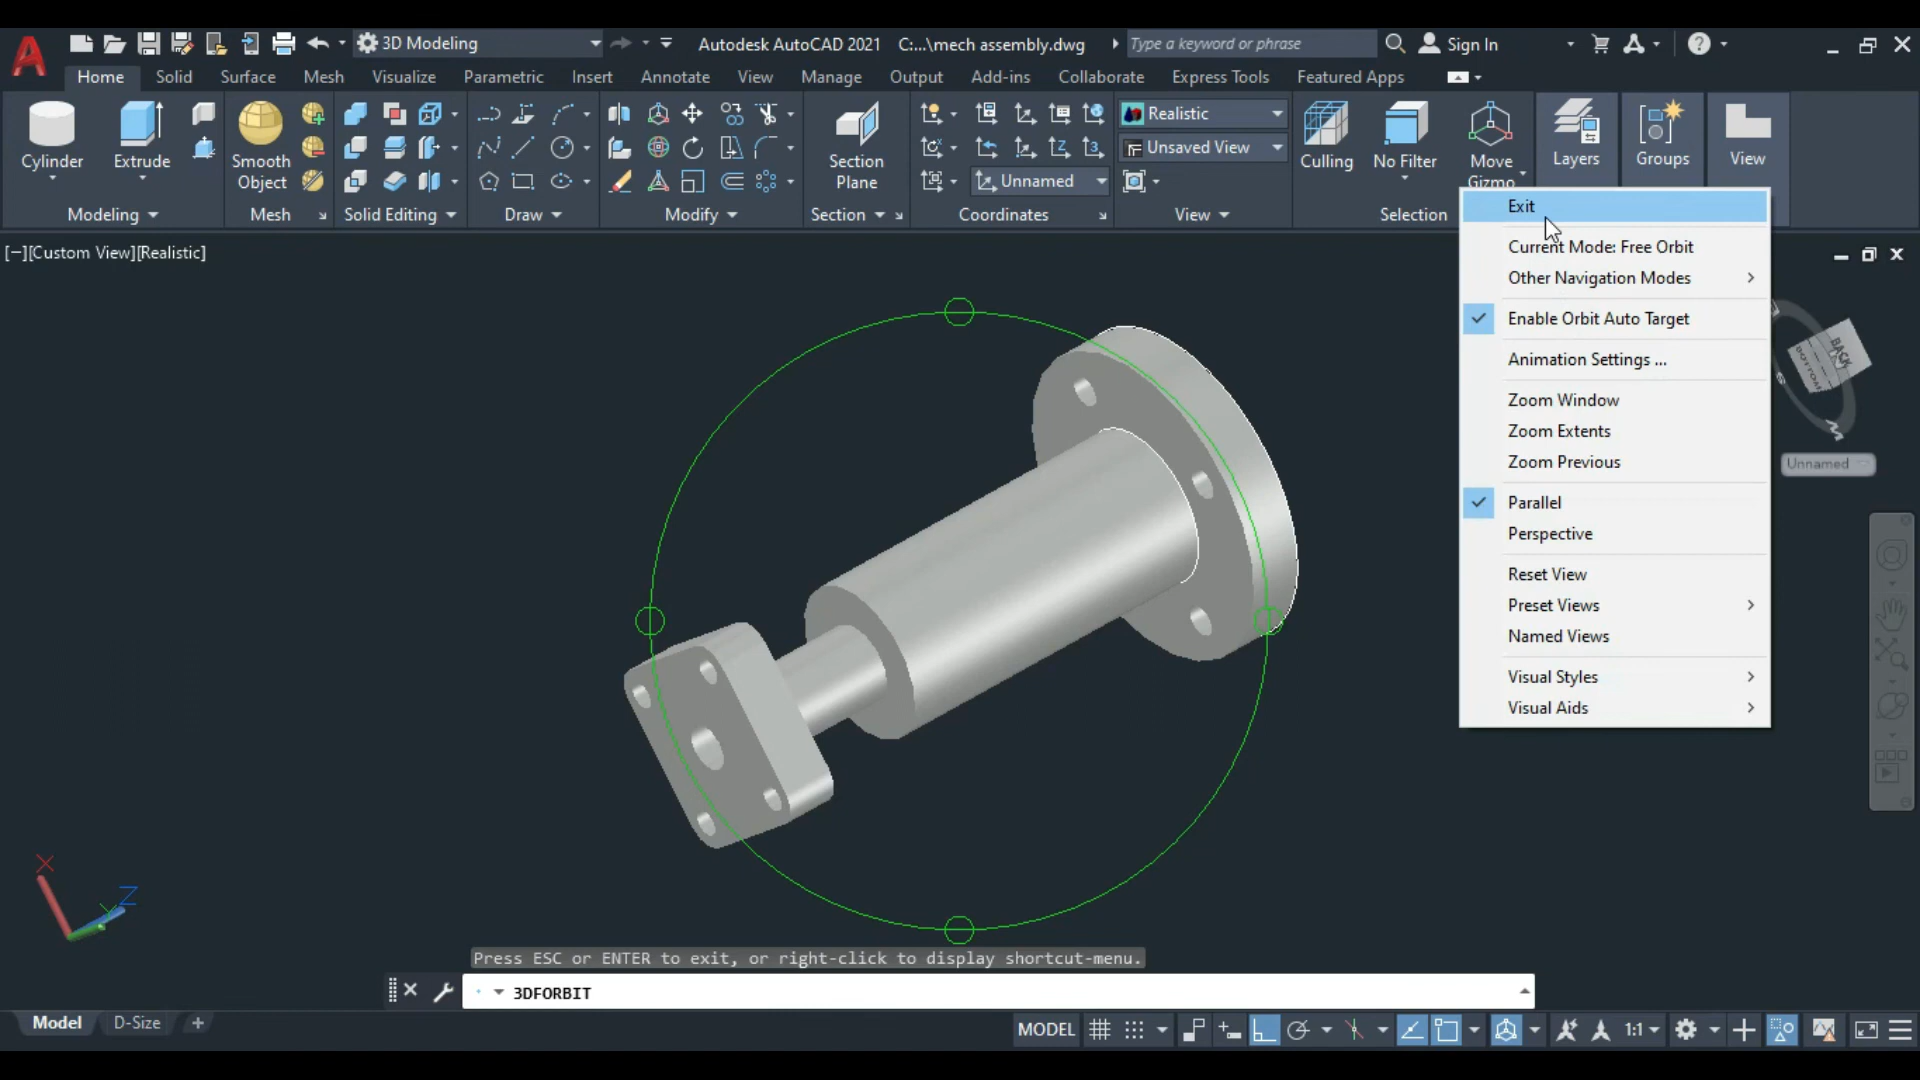 3D Modeling
Autodesk AutoCAD 2021 C:...\mech assembly.dwg
Type a keyword or phrase
Sign In
Home Solid Surface Mesh Visualize Parametric Insert Annotate View Manage Output Add-ins Collaborate Express Tools Featured Apps
Cylinder Extrude
Smooth
Object
Section
Plane
Realistic
Unsaved View
Unnamed
Culling No Filter
Move
Gizmo
Layers Groups View
Modeling Mesh Solid Editing Draw Modify Section Coordinates View Selection
[−][Custom View][Realistic]
Exit
Current Mode: Free Orbit
Other Navigation Modes
Enable Orbit Auto Target
Animation Settings ...
Zoom Window
Zoom Extents
Zoom Previous
Parallel
Perspective
Reset View
Preset Views
Named Views
Visual Styles
Visual Aids
BACK
BOTTOM
Unnamed
X
Y
Z
Press ESC or ENTER to exit, or right-click to display shortcut-menu.
3DFORBIT
Model D-Size +
MODEL
1:1